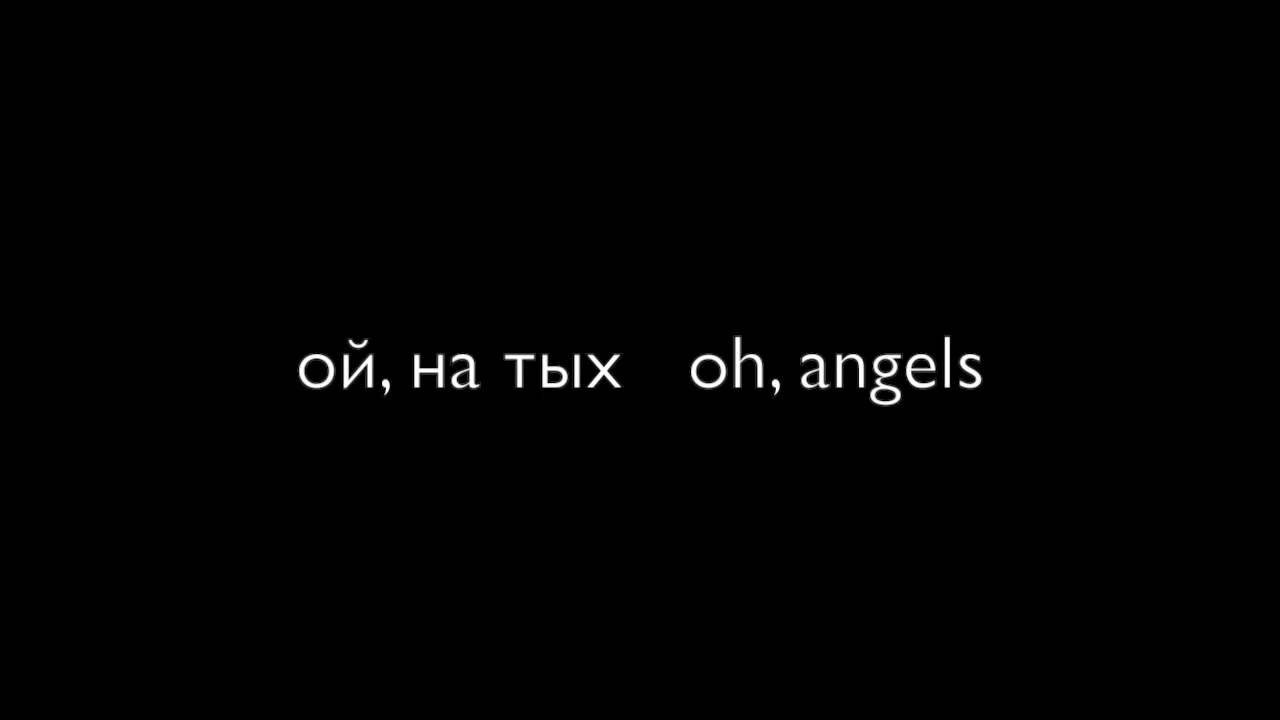 ой, на тых oh, angels